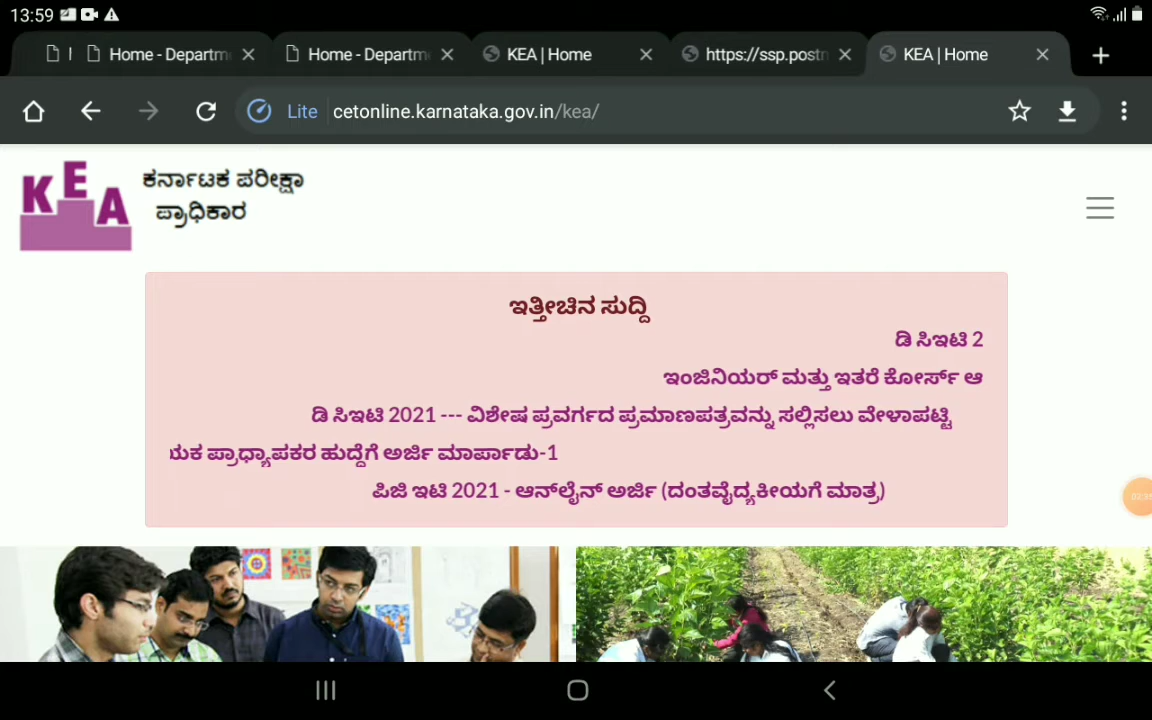 13:59
Home - Departm
Home - Departm
KEA | Home
https://ssp.postn
KEA | Home
Lite
cetonline.karnataka.gov.in/kea/
KEA
ಕರ್ನಾಟಕ ಪರೀಕ್ಷಾ
ಪ್ರಾಧಿಕಾರ
ಇತ್ತೀಚಿನ ಸುದ್ದಿ
ಡಿ ಸಿಇಟಿ 2
ಇಂಜಿನಿಯರ್ ಮತ್ತು ಇತರೆ ಕೋರ್ಸ್ ಆ
ಡಿ ಸಿಇಟಿ 2021 --- ವಿಶೇಷ ಪ್ರವರ್ಗದ ಪ್ರಮಾಣಪತ್ರವನ್ನು ಸಲ್ಲಿಸಲು ವೇಳಾಪಟ್ಟಿ
ಯಕ ಪ್ರಾಧ್ಯಾಪಕರ ಹುದ್ದೆಗೆ ಅರ್ಜಿ ಮಾರ್ಪಾಡು-1
ಪಿಜಿ ಇಟಿ 2021 - ಆನ್‌ಲೈನ್ ಅರ್ಜಿ (ದಂತವೈದ್ಯಕೀಯಗೆ ಮಾತ್ರ)